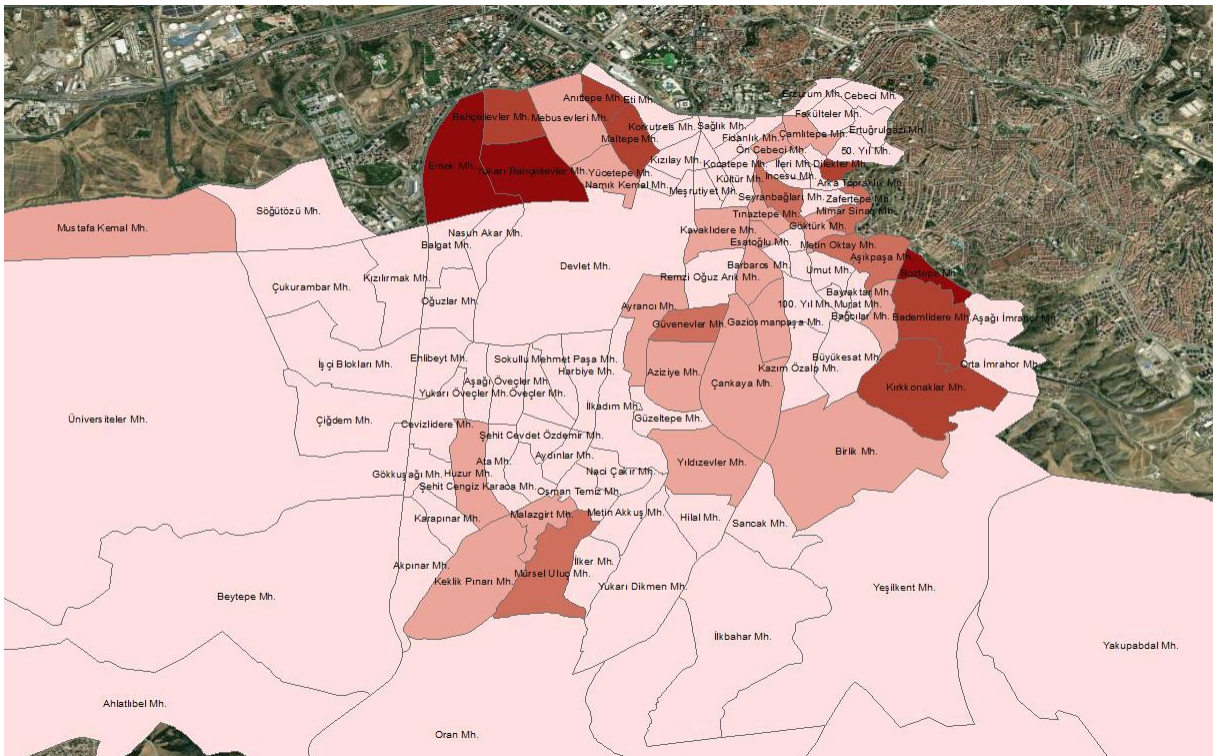 Erzurum Mh.
Cebeci Mh.
Anıttepe Mh.
Eti Mh.
Bahçelievler Mh.
Mebusevleri Mh.
Fakülteler Mh.
Korkutreis Mh.
Sağlık Mh.
Ertuğrulgazi Mh.
Maltepe Mh.
Fidanlık Mh.
Çamlıtepe Mh.
Ön Cebeci Mh.
50. Yıl Mh.
Emek Mh.
Yukarı Bahçelievler Mh.
Yücetepe Mh.
Kızılay Mh.
Kocatepe Mh.
İleri Mh.
Dilekler Mh.
Namık Kemal Mh.
Kültür Mh.
İncesu Mh.
Arka Topraklık Mh.
Meşrutiyet Mh.
Seyranbağları Mh.
Zafertepe Mh.
Söğütözü Mh.
Tınaztepe Mh.
Mimar Sinan Mh.
Mustafa Kemal Mh.
Nasuh Akar Mh.
Kavaklıdere Mh.
Göktürk Mh.
Balgat Mh.
Esatoğlu Mh.
Metin Oktay Mh.
Aşıkpaşa Mh.
Devlet Mh.
Barbaros Mh.
Umut Mh.
Boztepe Mh.
Kızılırmak Mh.
Remzi Oğuz Arık Mh.
Çukurambar Mh.
Bayraktar Mh.
Oğuzlar Mh.
Ayrancı Mh.
100. Yıl Mh.
Murat Mh.
Güvenevler Mh.
Gaziosmanpaşa Mh.
Bağcılar Mh.
Bademlidere Mh.
Aşağı İmrahor Mh.
İşçi Blokları Mh.
Ehlibeyt Mh.
Sokullu Mehmet Paşa Mh.
Büyükesat Mh.
Orta İmrahor Mh.
Harbiye Mh.
Aziziye Mh.
Kazım Özalp Mh.
Aşağı Öveçler Mh.
Çankaya Mh.
Kırkkonaklar Mh.
Yukarı Öveçler Mh.
Öveçler Mh.
İlkadım Mh.
Üniversiteler Mh.
Çiğdem Mh.
Cevizlidere Mh.
Güzeltepe Mh.
Şehit Cevdet Özdemir Mh.
Birlik Mh.
Aydınlar Mh.
Ata Mh.
Yıldızevler Mh.
Gökkuşağı Mh.
Huzur Mh.
Naci Çakır Mh.
Şehit Cengiz Karaca Mh.
Osman Temiz Mh.
Karapınar Mh.
Malazgirt Mh.
Metin Akkuş Mh.
Hilal Mh.
Sancak Mh.
Akpınar Mh.
İlker Mh.
Keklik Pınarı Mh.
Mürsel Uluç Mh.
Yukarı Dikmen Mh.
Yeşilkent Mh.
Beytepe Mh.
İlkbahar Mh.
Yakupabdal Mh.
Ahlatlıbel Mh.
Oran Mh.